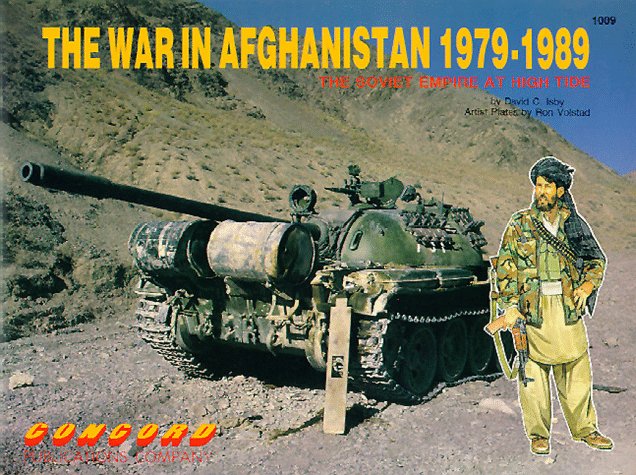 1009
THE WAR IN AFGHANISTAN 1979-1989
THE SOVIET EMPIRE AT HIGH TIDE
by David C. Isby
Artist Plates by Ron Volstad
CONCORD
PUBLICATIONS COMPANY